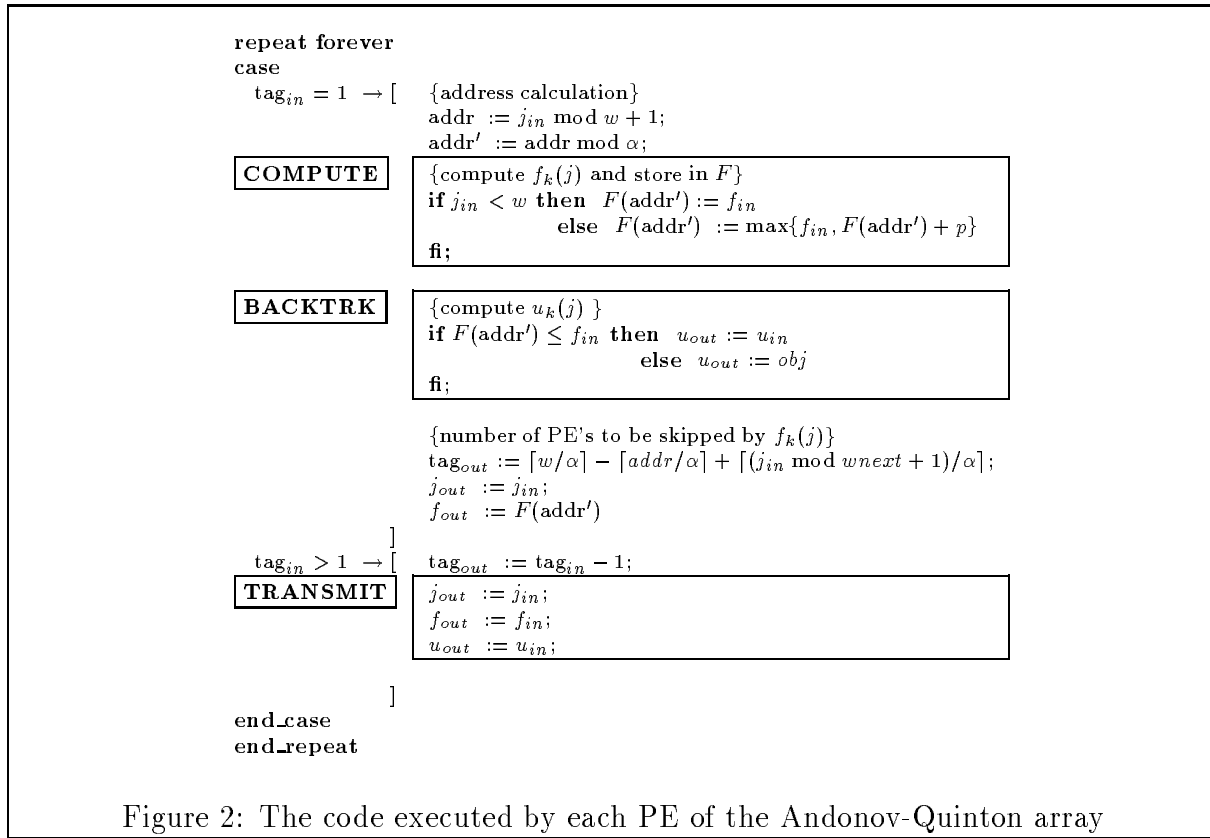 repeat forever
case
tag_in = 1 → [ {address calculation}
addr := j_in mod w + 1;
addr′ := addr mod α;
COMPUTE {compute f_k(j) and store in F}
if j_in < w then F(addr′) := f_in
else F(addr′) := max{f_in, F(addr′) + p}
fi;
BACKTRK {compute u_k(j) }
if F(addr′) ≤ f_in then u_out := u_in
else u_out := obj
fi;
{number of PE's to be skipped by f_k(j)}
tag_out := ⌈w/α⌉ − ⌈addr/α⌉ + ⌈(j_in mod wnext + 1)/α⌉;
j_out := j_in;
f_out := F(addr′)
]
tag_in > 1 → [ tag_out := tag_in − 1;
TRANSMIT j_out := j_in;
f_out := f_in;
u_out := u_in;
]
end_case
end_repeat
Figure 2: The code executed by each PE of the Andonov-Quinton array